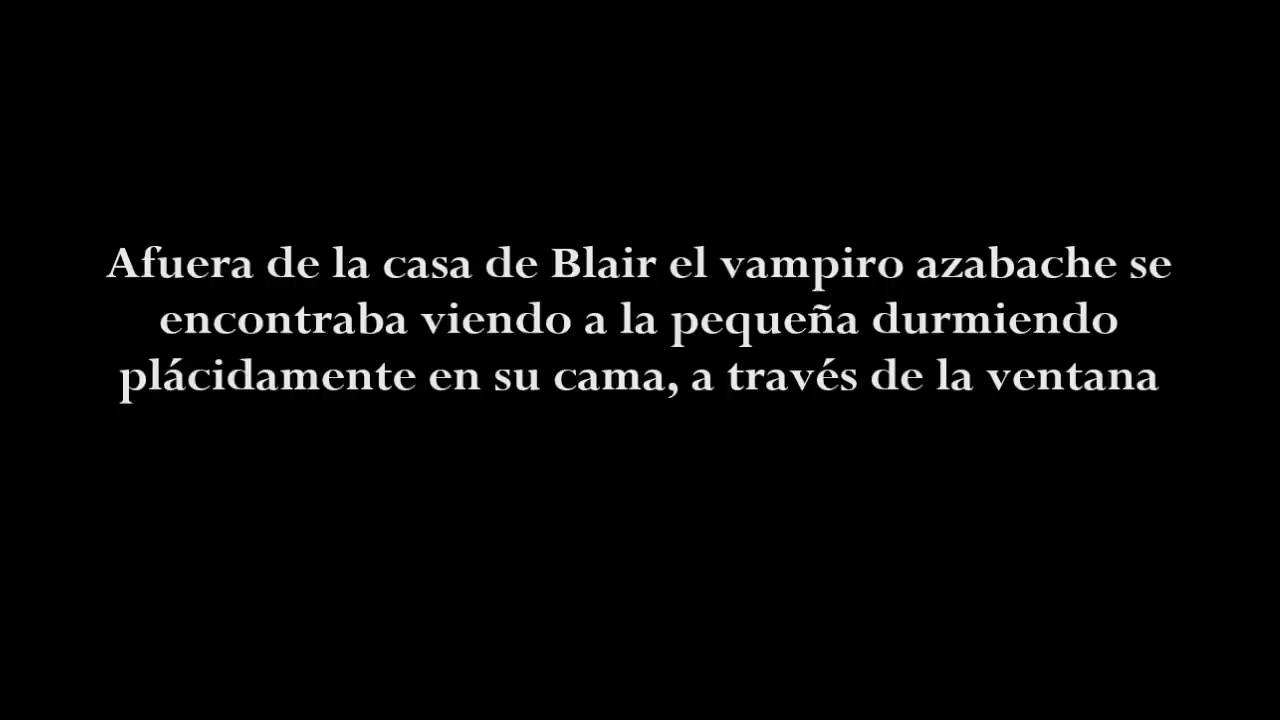 Afuera de la casa de Blair el vampiro azabache se
encontraba viendo a la pequeña durmiendo
plácidamente en su cama, a través de la ventana